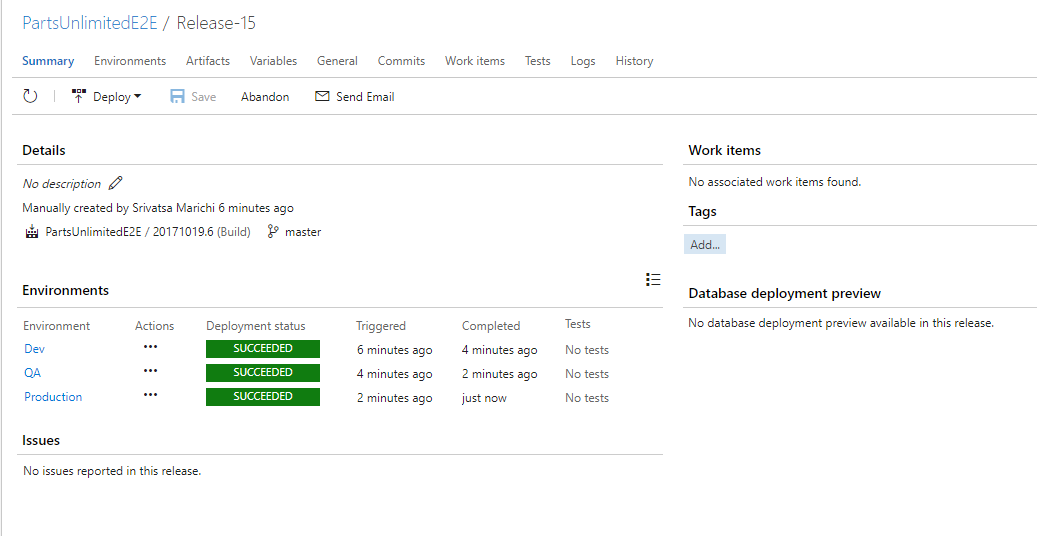 PartsUnlimitedE2E / Release-15
Summary Environments Artifacts Variables General Commits Work items Tests Logs History
Deploy Save Abandon Send Email
Details
No description
Manually created by Srivatsa Marichi 6 minutes ago
PartsUnlimitedE2E / 20171019.6 (Build) master
Work items
No associated work items found.
Tags
Add...
Environments
Environment Actions Deployment status Triggered Completed Tests
Dev ••• SUCCEEDED 6 minutes ago 4 minutes ago No tests
QA ••• SUCCEEDED 4 minutes ago 2 minutes ago No tests
Production ••• SUCCEEDED 2 minutes ago just now No tests
Database deployment preview
No database deployment preview available in this release.
Issues
No issues reported in this release.